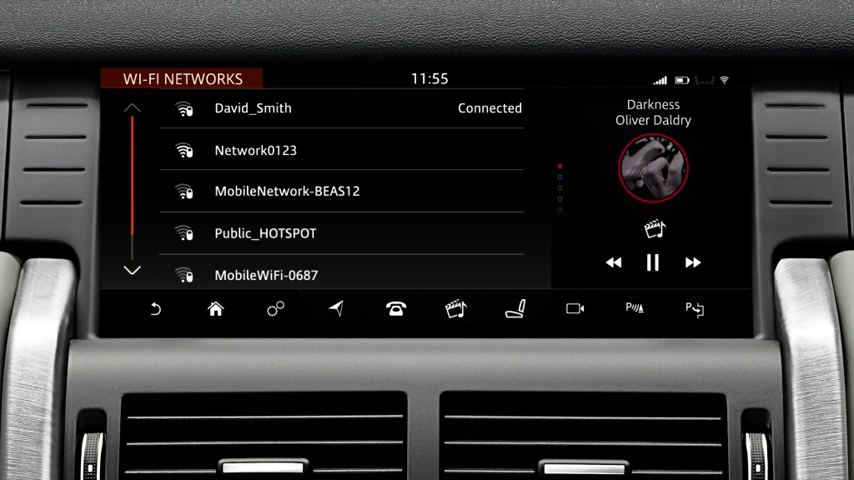 WI-FI NETWORKS
11:55
David_Smith
Connected
Network0123
MobileNetwork-BEAS12
Public_HOTSPOT
MobileWiFi-0687
Darkness
Oliver Daldry
P
P